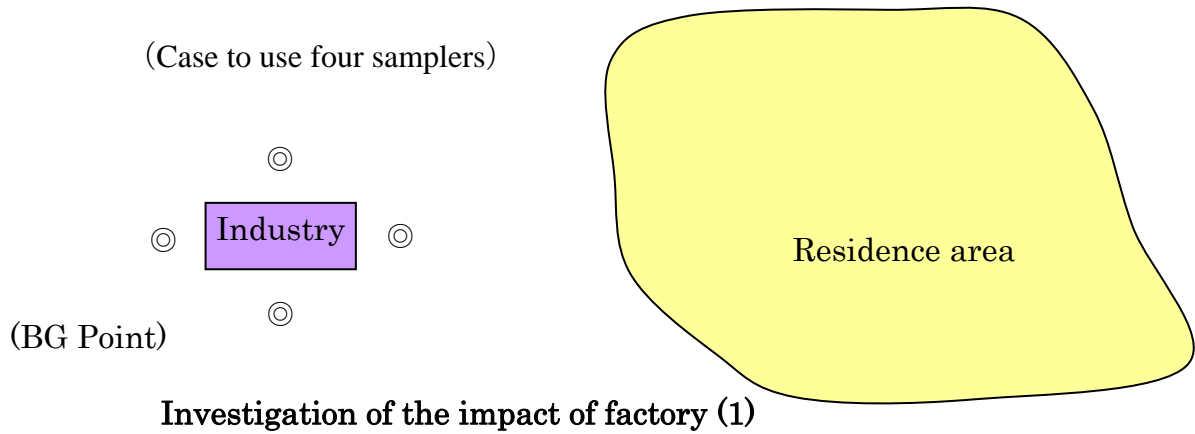 （Case to use four samplers）
◎
Industry
◎ ◎
Residence area
◎
(BG Point)
Investigation of the impact of factory (1)